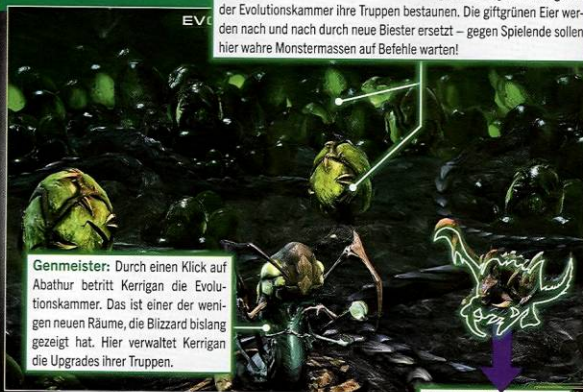 EV
der Evolutionskammer ihre Truppen bestaunen. Die giftgrünen Eier wer-
den nach und nach durch neue Biester ersetzt – gegen Spielende sollen
hier wahre Monstermassen auf Befehle warten!
Genmeister: Durch einen Klick auf
Abathur betritt Kerrigan die Evolu-
tionskammer. Das ist einer der weni-
gen neuen Räume, die Blizzard bislang
gezeigt hat. Hier verwaltet Kerrigan
die Upgrades ihrer Truppen.